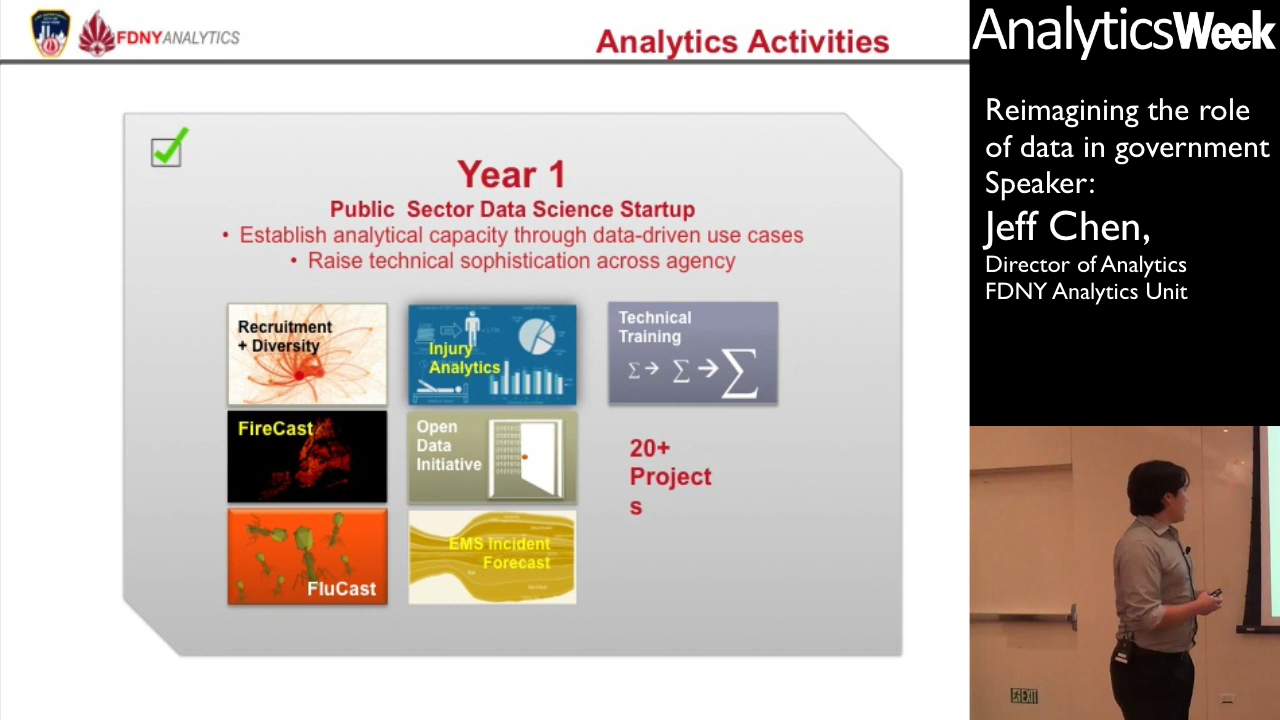 FDNYANALYTICS
Analytics Activities
Year 1
Public Sector Data Science Startup
• Establish analytical capacity through data-driven use cases
• Raise technical sophistication across agency
Recruitment
+ Diversity
Injury
Analytics
Technical
Training
Σ → Σ → Σ
FireCast
Open
Data
Initiative
20+
Project
s
FluCast
EMS Incident
Forecast
AnalyticsWeek
Reimagining the role
of data in government
Speaker:
Jeff Chen,
Director of Analytics
FDNY Analytics Unit
EXIT